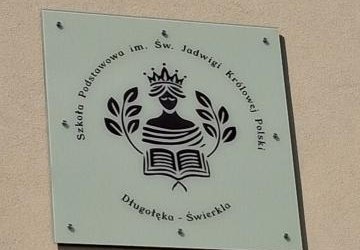 Szkoła Podstawowa im. Św. Jadwigi Królowej Polski
Długołęka - Świerkla